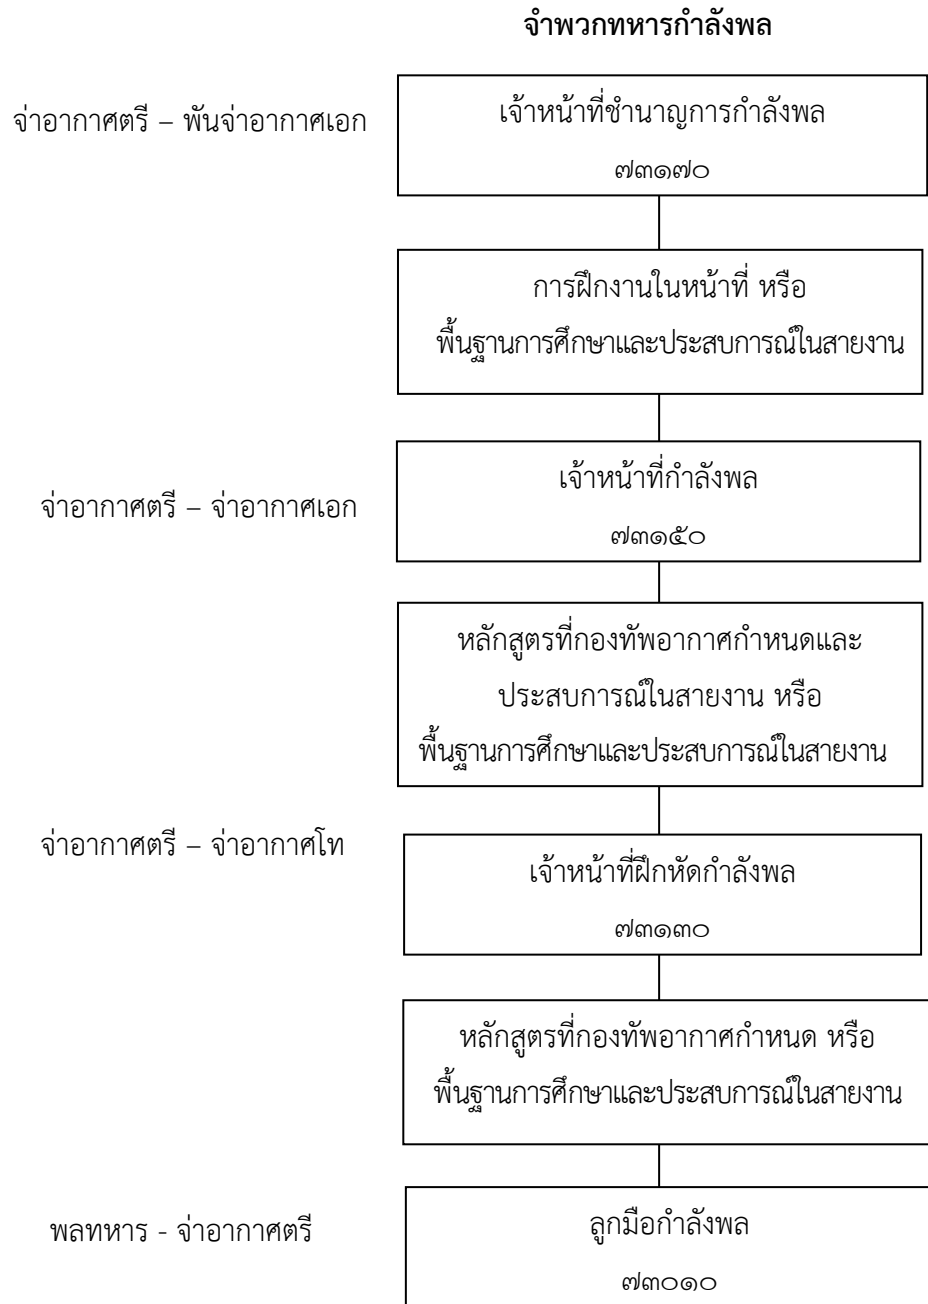 จำพวกทหารกำลังพล
จ่าอากาศตรี – พันจ่าอากาศเอก
เจ้าหน้าที่ชำนาญการกำลังพล
๗๓๑๗๐
การฝึกงานในหน้าที่ หรือ
พื้นฐานการศึกษาและประสบการณ์ในสายงาน
จ่าอากาศตรี – จ่าอากาศเอก
เจ้าหน้าที่กำลังพล
๗๓๑๕๐
หลักสูตรที่กองทัพอากาศกำหนดและ
ประสบการณ์ในสายงาน หรือ
พื้นฐานการศึกษาและประสบการณ์ในสายงาน
จ่าอากาศตรี – จ่าอากาศโท
เจ้าหน้าที่ฝึกหัดกำลังพล
๗๓๑๓๐
หลักสูตรที่กองทัพอากาศกำหนด หรือ
พื้นฐานการศึกษาและประสบการณ์ในสายงาน
พลทหาร - จ่าอากาศตรี
ลูกมือกำลังพล
๗๓๐๑๐